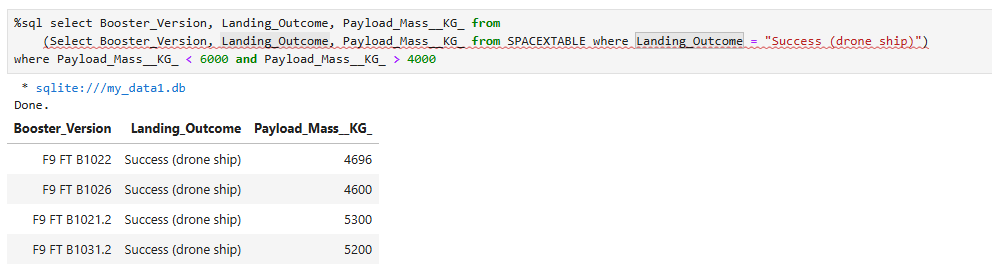 %sql select Booster_Version, Landing_Outcome, Payload_Mass__KG_ from
(Select Booster_Version, Landing_Outcome, Payload_Mass__KG_ from SPACEXTABLE where Landing_Outcome = "Success (drone ship)")
where Payload_Mass__KG_ < 6000 and Payload_Mass__KG_ > 4000
* sqlite:///my_data1.db
Done.
Booster_Version Landing_Outcome Payload_Mass__KG_
F9 FT B1022 Success (drone ship) 4696
F9 FT B1026 Success (drone ship) 4600
F9 FT B1021.2 Success (drone ship) 5300
F9 FT B1031.2 Success (drone ship) 5200